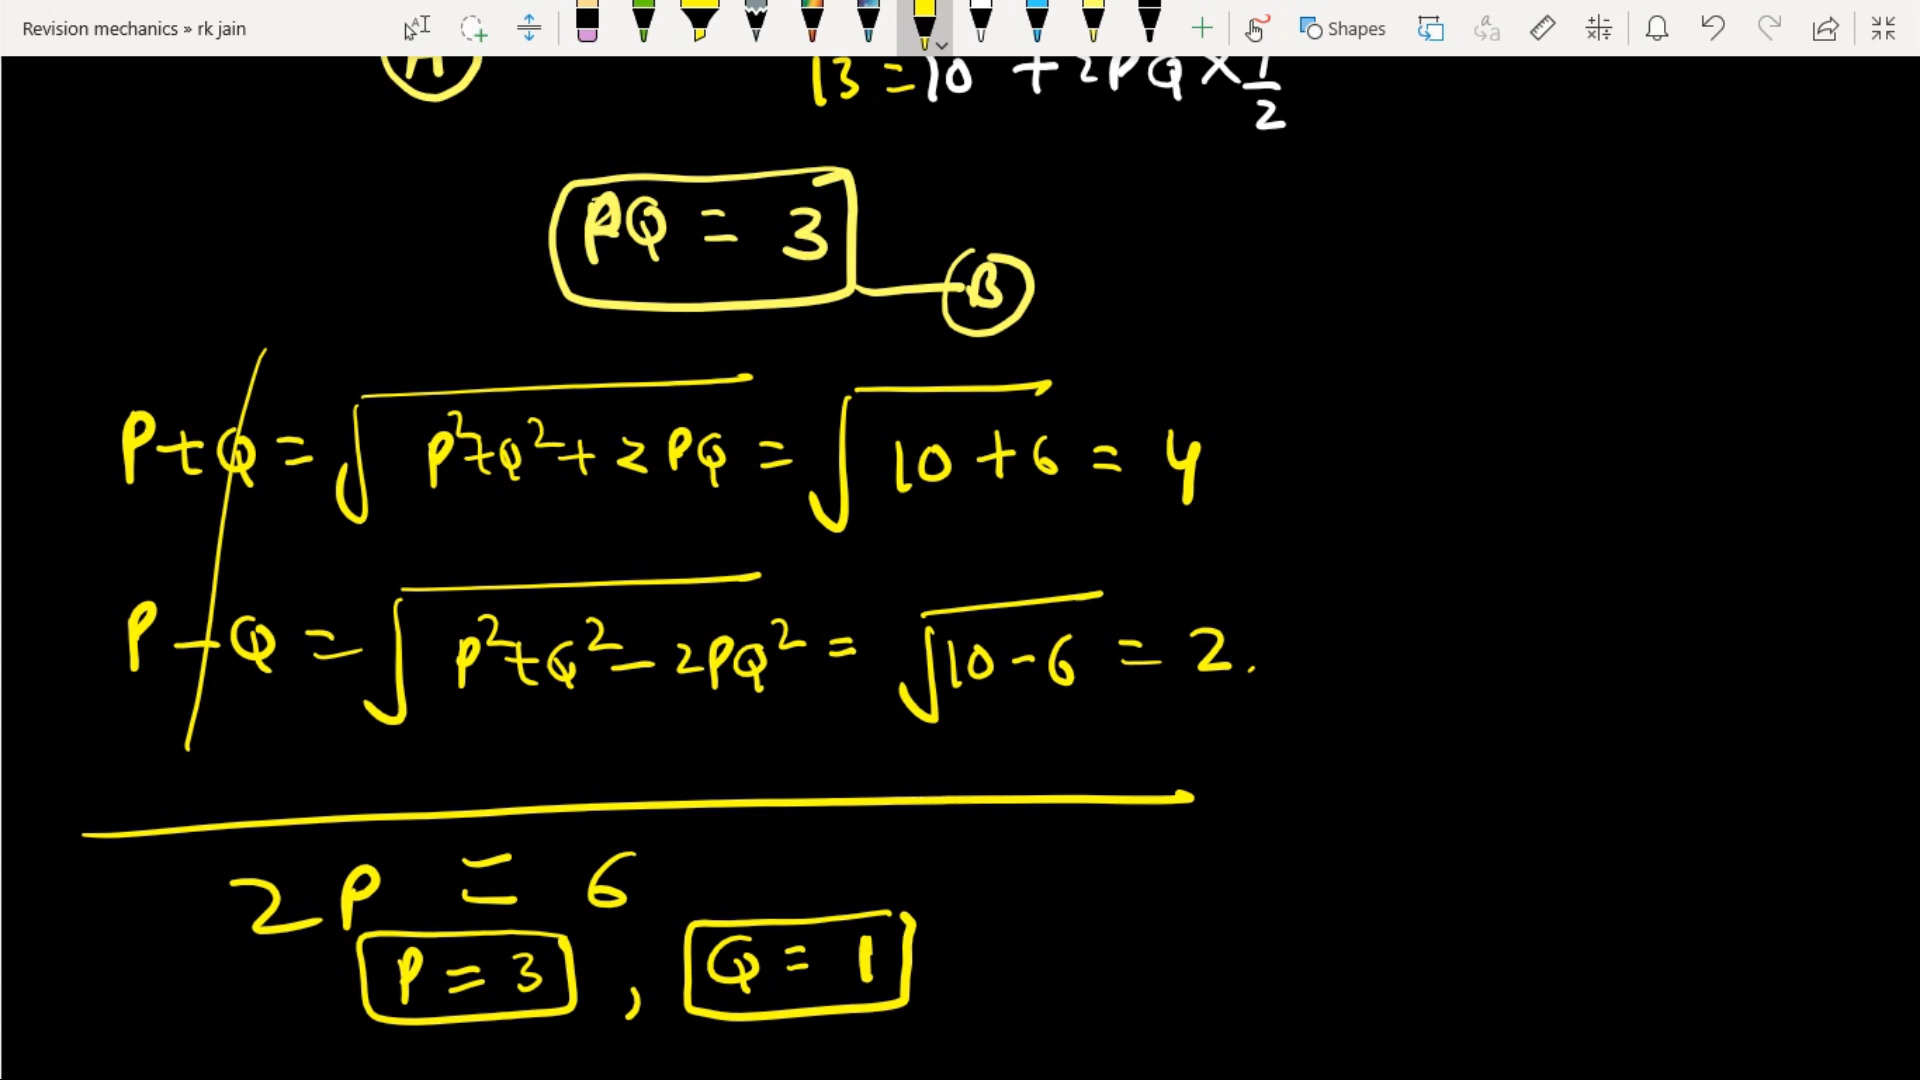 Revision mechanics » rk jain
Shapes
A
13 = 10 + 2PQ × 1/2
PQ = 3
B
P+Q = √(P²+Q²+2PQ) = √(10+6) = 4
P-Q = √(P²+Q²-2PQ²) = √(10-6) = 2.
2P = 6
P = 3 , Q = 1